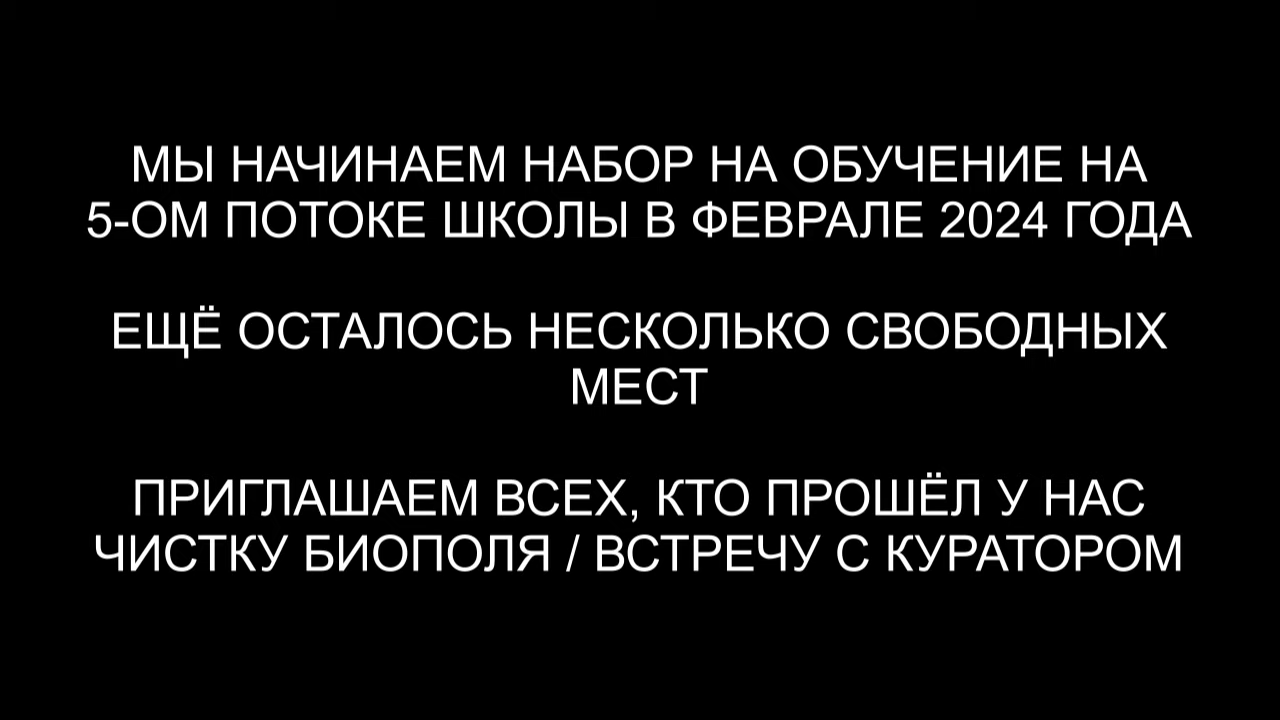 МЫ НАЧИНАЕМ НАБОР НА ОБУЧЕНИЕ НА
5-ОМ ПОТОКЕ ШКОЛЫ В ФЕВРАЛЕ 2024 ГОДА
ЕЩЁ ОСТАЛОСЬ НЕСКОЛЬКО СВОБОДНЫХ
МЕСТ
ПРИГЛАШАЕМ ВСЕХ, КТО ПРОШЁЛ У НАС
ЧИСТКУ БИОПОЛЯ / ВСТРЕЧУ С КУРАТОРОМ